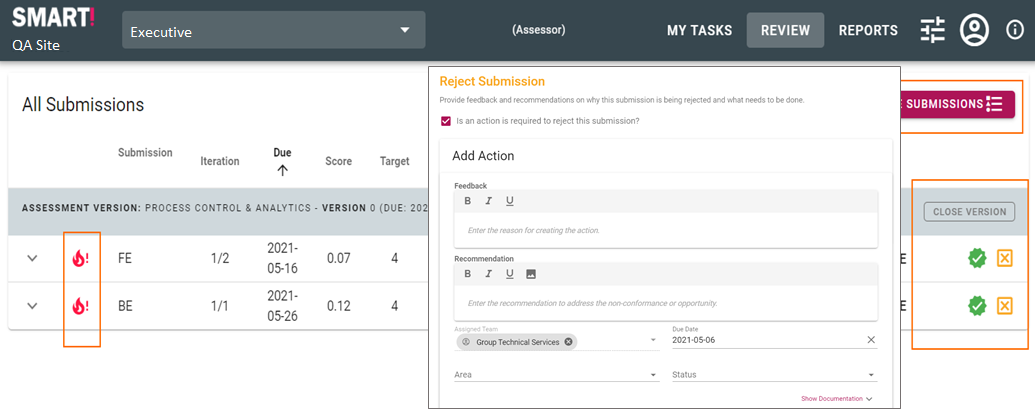 SMART!
QA Site
Executive
(Assessor)
MY TASKS
REVIEW
REPORTS
All Submissions
SUBMISSIONS
Submission
Iteration
Due
Score
Target
ASSESSMENT VERSION: PROCESS CONTROL & ANALYTICS - VERSION 0 (DUE: 202
CLOSE VERSION
FE
1/2
2021-
05-16
0.07
4
E
BE
1/1
2021-
05-26
0.12
4
E
Reject Submission
Provide feedback and recommendations on why this submission is being rejected and what needs to be done.
Is an action is required to reject this submission?
Add Action
Feedback
B I U
Enter the reason for creating the action.
Recommendation
B I U
Enter the recommendation to address the non-conformance or opportunity.
Assigned Team
Group Technical Services
Due Date
2021-05-06
Area
Status
Show Documentation